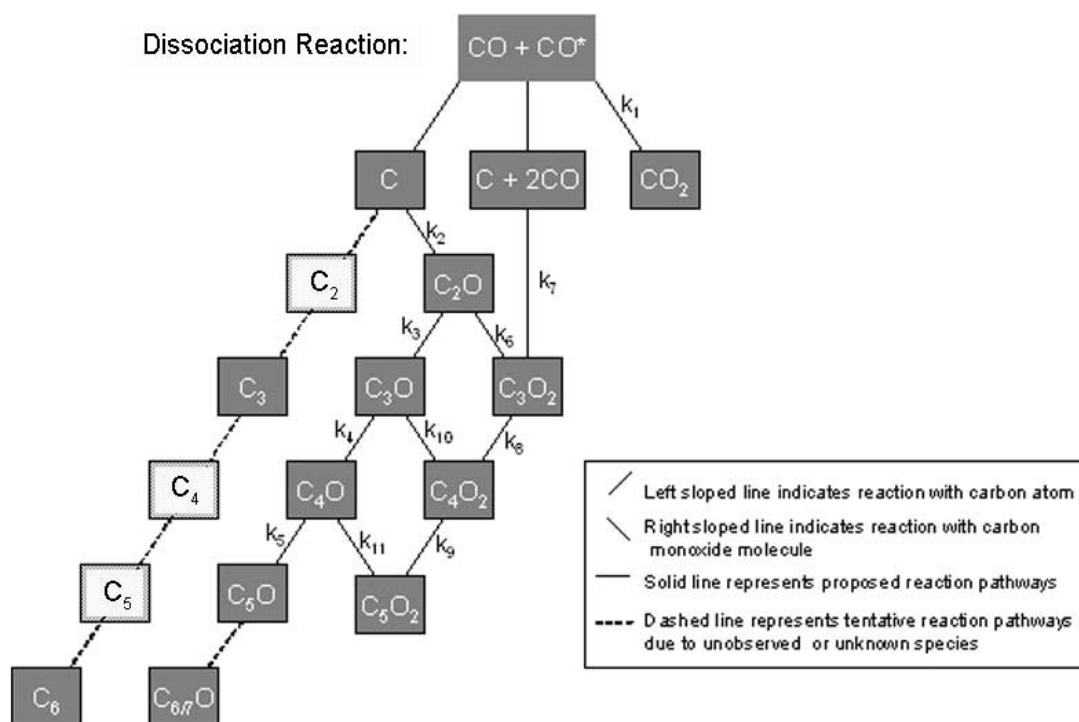 Dissociation Reaction:
CO + CO*
k₁
C
C + 2CO
CO₂
k₂
C₂
C₂O
k₇
k₃
k₆
C₃
C₃O
C₃O₂
k₄
k₁₀
k₈
C₄
C₄O
C₄O₂
k₅
k₁₁
k₉
C₅
C₅O
C₅O₂
C₆
C₆/₇O
Left sloped line indicates reaction with carbon atom
Right sloped line indicates reaction with carbon
monoxide molecule
Solid line represents proposed reaction pathways
Dashed line represents tentative reaction pathways
due to unobserved or unknown species